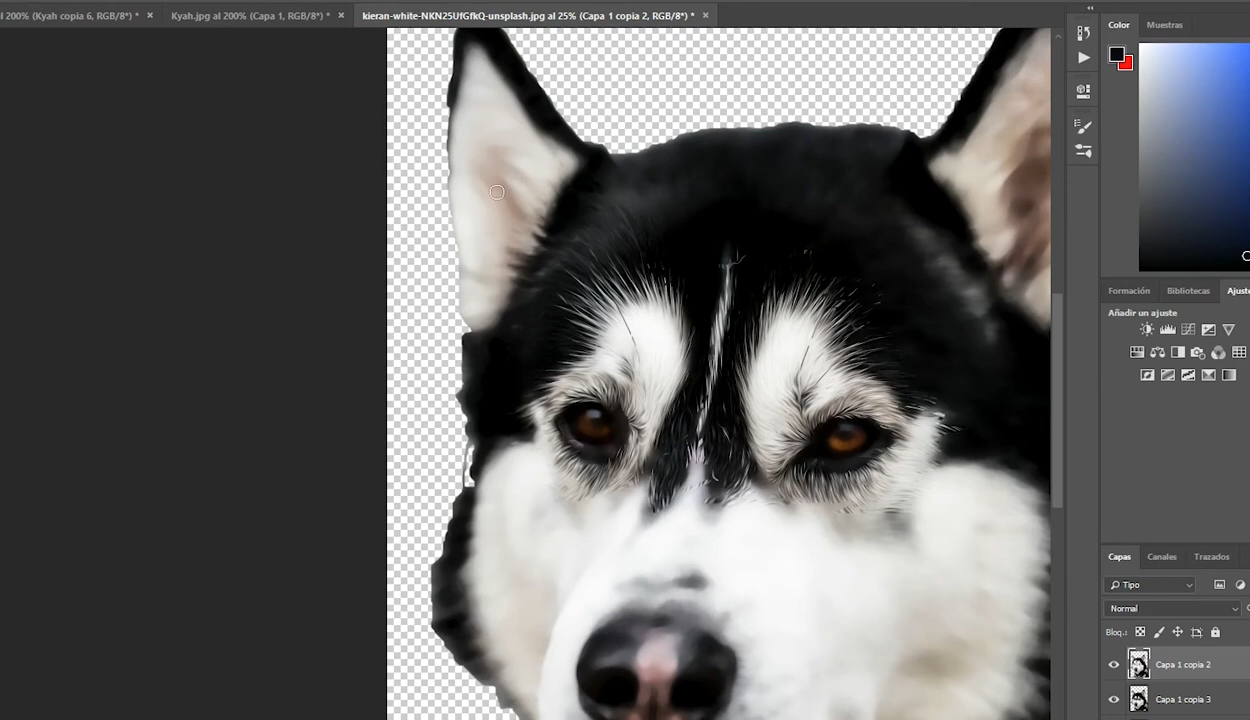 l 200% (Kyah copia 6, RGB/8*) * ×
Kyah.jpg al 200% (Capa 1, RGB/8*) * ×
kieran-white-NKN25UfGfkQ-unsplash.jpg al 25% (Capa 1 copia 2, RGB/8*) * ×
Color Muestras
Formación Bibliotecas Ajuste
Añadir un ajuste
Capas Canales Trazados
Tipo
Normal
Bloq.:
Capa 1 copia 2
Capa 1 copia 3